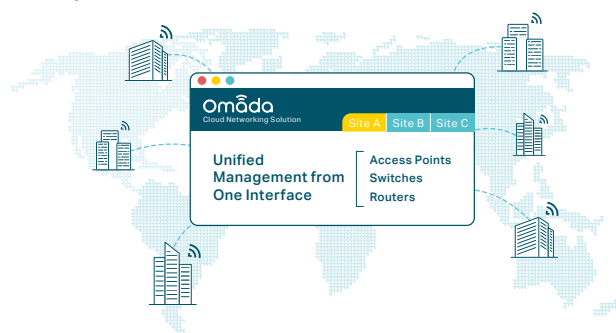 Omada
Cloud Networking Solution
Site A Site B Site C
Unified
Management from
One Interface
Access Points
Switches
Routers